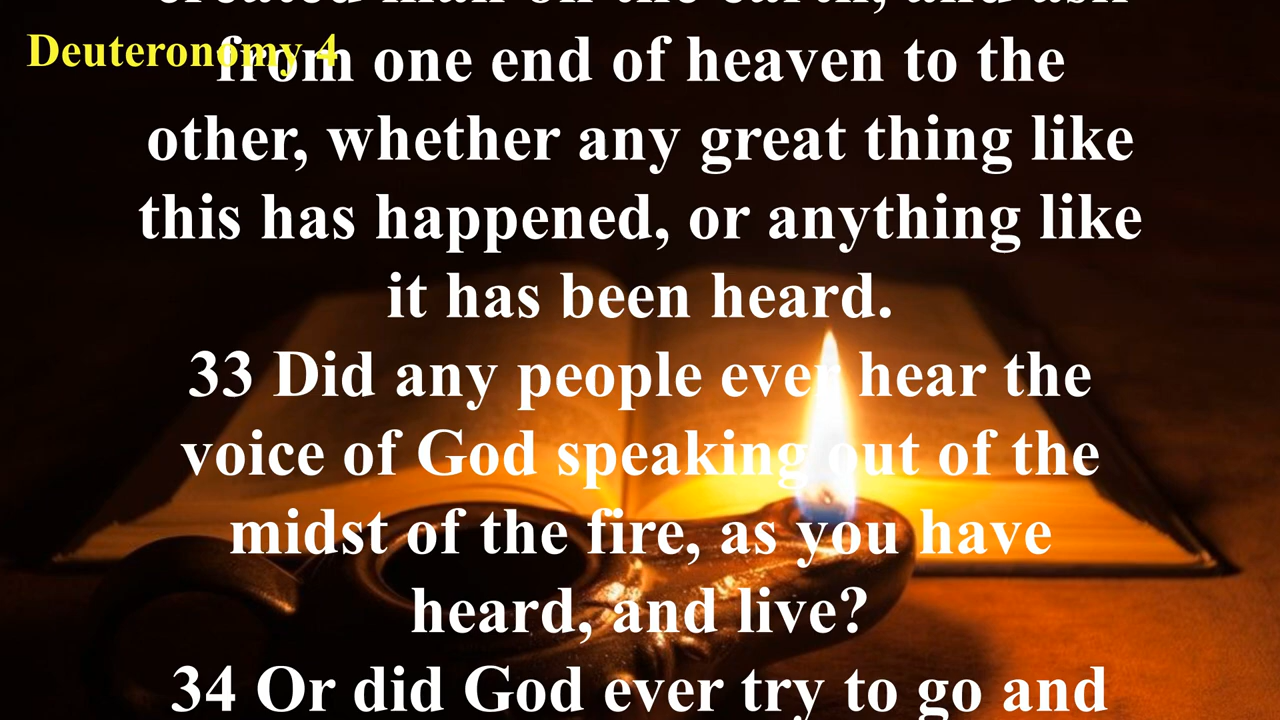 created man on the earth, and ask
Deuteronomy 4
from one end of heaven to the
other, whether any great thing like
this has happened, or anything like
it has been heard.
33 Did any people ever hear the
voice of God speaking out of the
midst of the fire, as you have
heard, and live?
34 Or did God ever try to go and